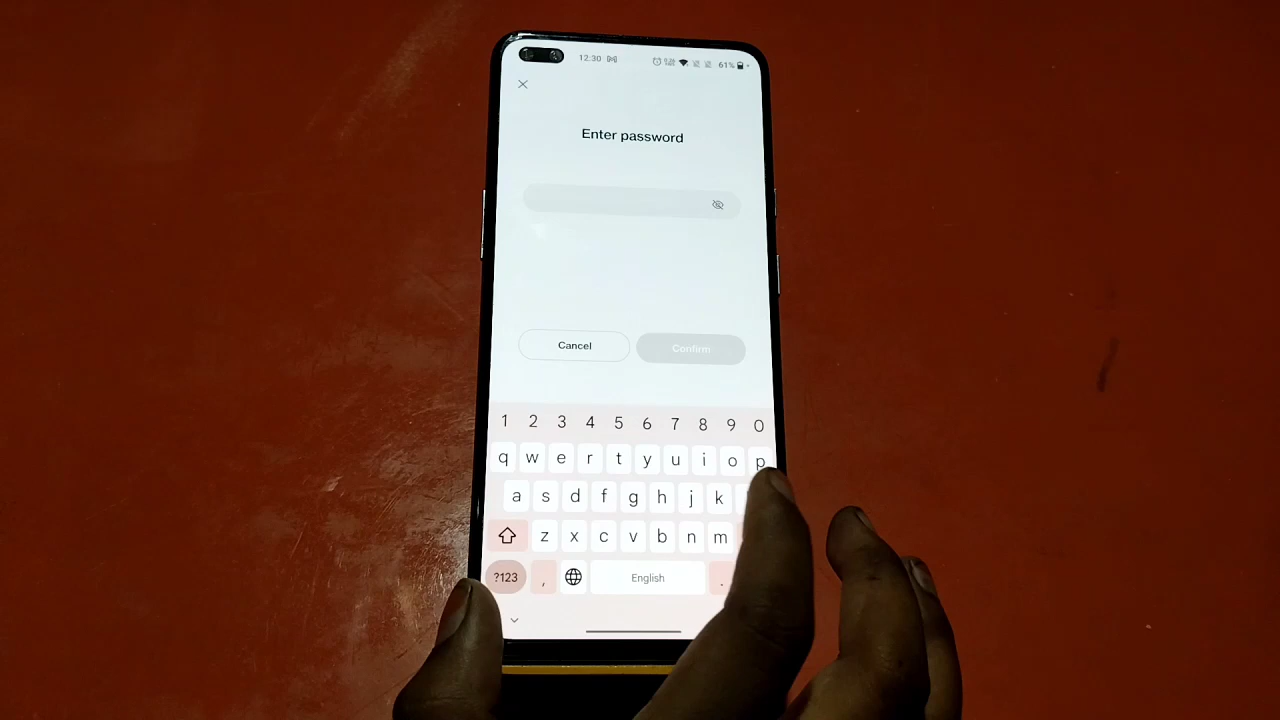 12.30 61%
Enter password
Cancel Confirm
1 2 3 4 5 6 7 8 9 0
q w e r t y u i o p
a s d f g h j k
z x c v b n m
?123 , English .